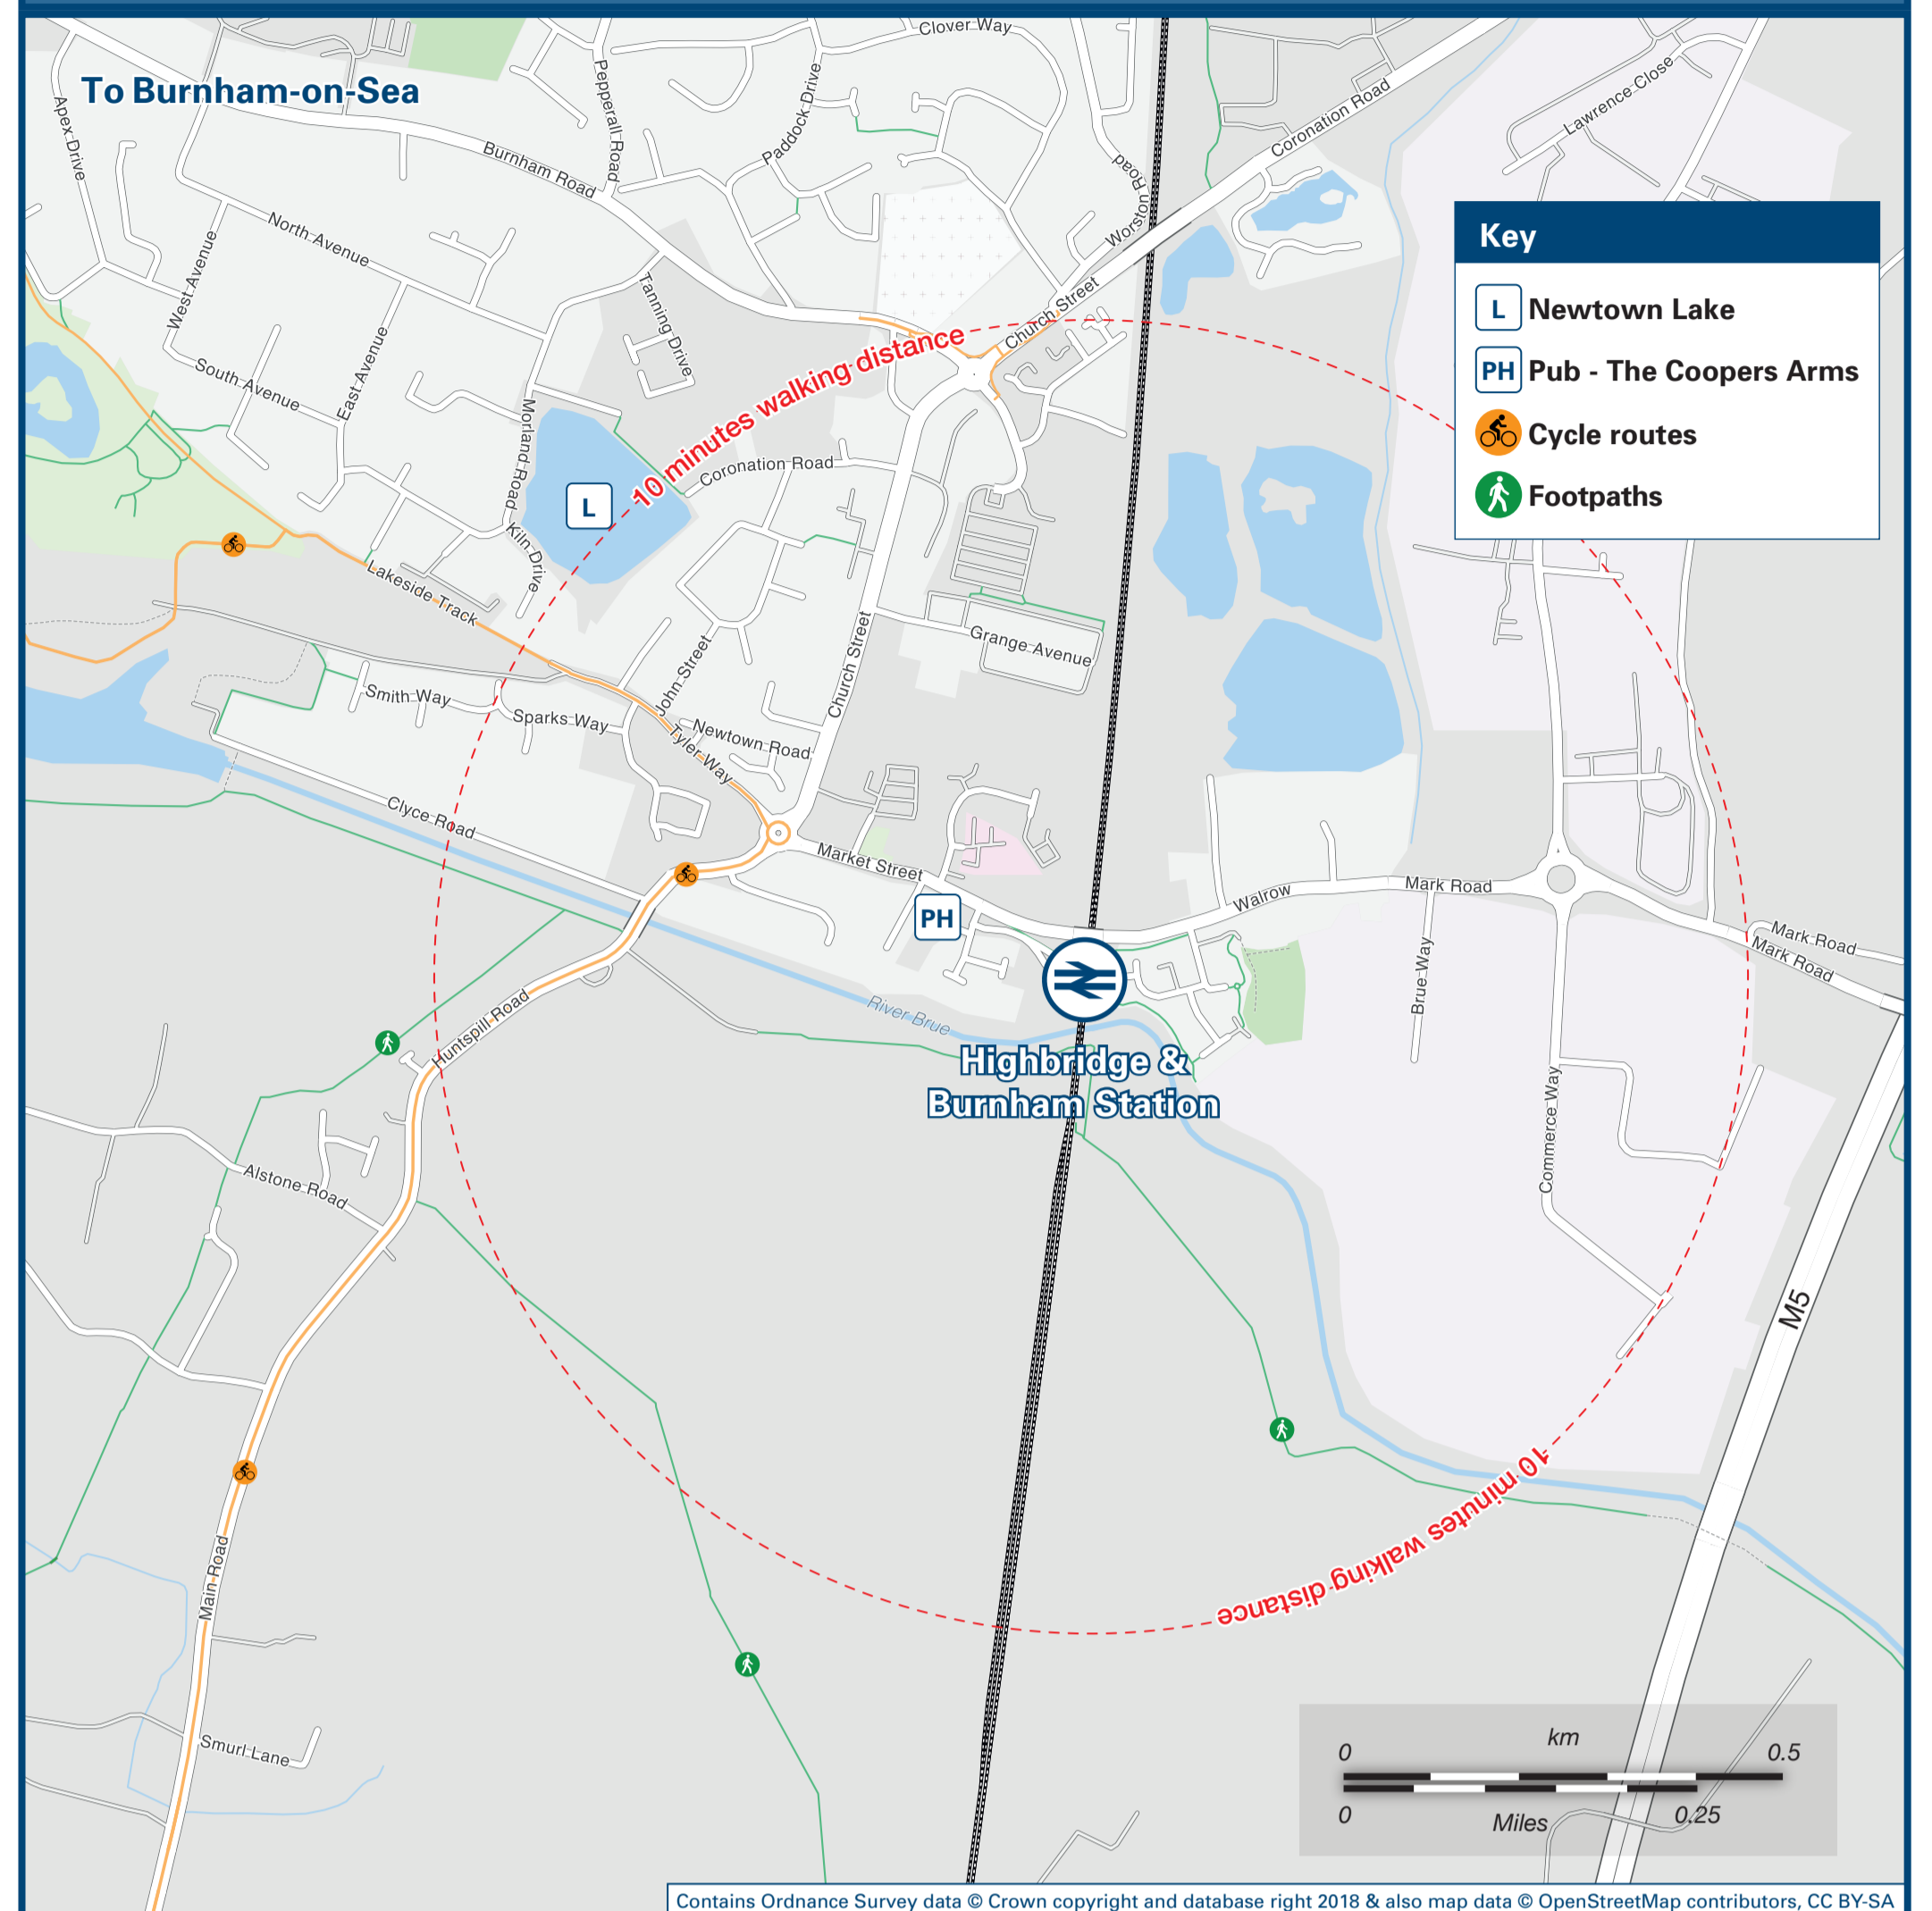 Clover Way
To Burnham-on-Sea
Apex Drive
Pepperall Road
Paddock Drive
Burnham Road
Worston Road
Coronation Road
Lawrence Close
North Avenue
West Avenue
Tanning Drive
Church Street
Key
L Newtown Lake
PH Pub - The Coopers Arms
Cycle routes
Footpaths
10 minutes walking distance
South Avenue
East Avenue
Morland Road
Coronation Road
L
Kiln Drive
Lakeside Track
Grange Avenue
John Street
Church Street
Smith Way
Sparks Way
Newtown Road
Tyler Way
Clyce Road
Market Street
PH
Walrow
Mark Road
Mark Road
Mark Road
Brue Way
River Brue
Huntspill Road
Highbridge &
Burnham Station
Commerce Way
Alstone Road
M5
10 minutes walking distance
Main Road
Smurl Lane
km
0 0.5
0 Miles 0.25
Contains Ordnance Survey data © Crown copyright and database right 2018 & also map data © OpenStreetMap contributors, CC BY-SA